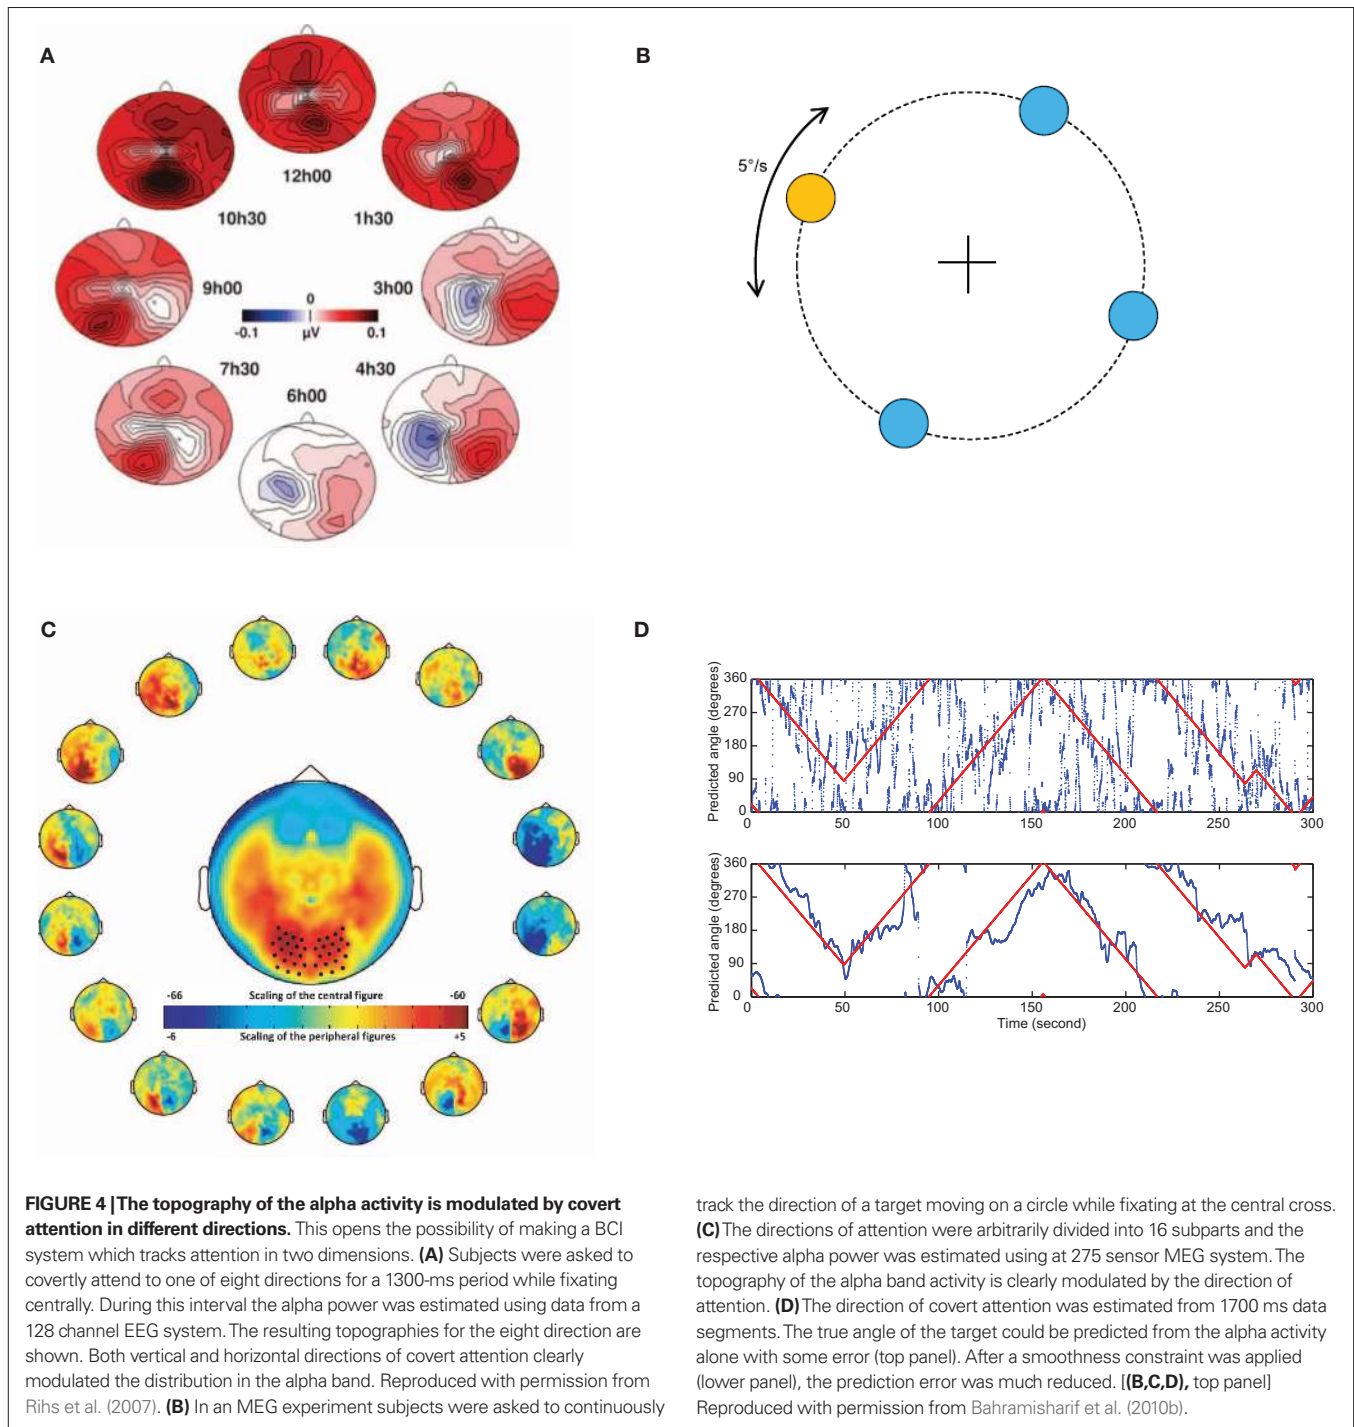 A
B
12h00
10h30
1h30
9h00
3h00
0
-0.1
µV
0.1
7h30
4h30
6h00
5°/s
C
D
-66
Scaling of the central figure
-60
-6
Scaling of the peripheral figures
+5
Predicted angle (degrees)
360
270
180
90
0
0
50
100
150
200
250
300
Predicted angle (degrees)
360
270
180
90
0
0
50
100
150
200
250
300
Time (second)
FIGURE 4 | The topography of the alpha activity is modulated by covert
attention in different directions. This opens the possibility of making a BCI
system which tracks attention in two dimensions. (A) Subjects were asked to
covertly attend to one of eight directions for a 1300-ms period while fixating
centrally. During this interval the alpha power was estimated using data from a
128 channel EEG system. The resulting topographies for the eight direction are
shown. Both vertical and horizontal directions of covert attention clearly
modulated the distribution in the alpha band. Reproduced with permission from
Rihs et al. (2007). (B) In an MEG experiment subjects were asked to continuously
track the direction of a target moving on a circle while fixating at the central cross.
(C) The directions of attention were arbitrarily divided into 16 subparts and the
respective alpha power was estimated using at 275 sensor MEG system. The
topography of the alpha band activity is clearly modulated by the direction of
attention. (D) The direction of covert attention was estimated from 1700 ms data
segments. The true angle of the target could be predicted from the alpha activity
alone with some error (top panel). After a smoothness constraint was applied
(lower panel), the prediction error was much reduced. [(B,C,D), top panel]
Reproduced with permission from Bahramisharif et al. (2010b).